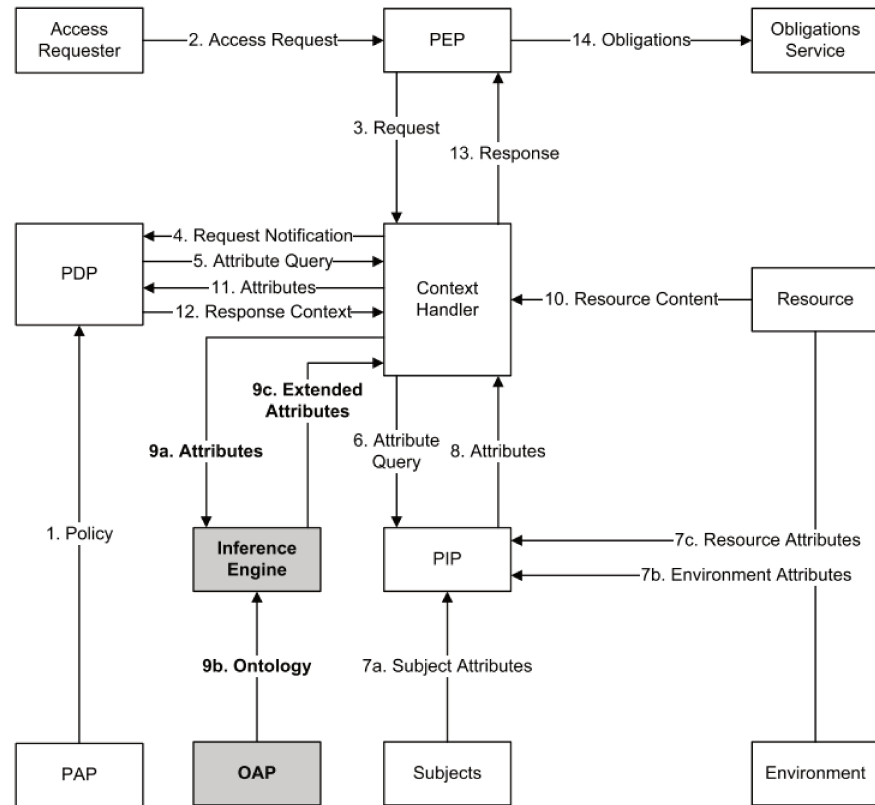 Access
Requester
2. Access Request
PEP
14. Obligations
Obligations
Service
3. Request
13. Response
PDP
4. Request Notification
5. Attribute Query
11. Attributes
12. Response Context
Context
Handler
10. Resource Content
Resource
9c. Extended
Attributes
9a. Attributes
6. Attribute
Query
8. Attributes
1. Policy
Inference
Engine
PIP
7c. Resource Attributes
7b. Environment Attributes
9b. Ontology
7a. Subject Attributes
PAP
OAP
Subjects
Environment